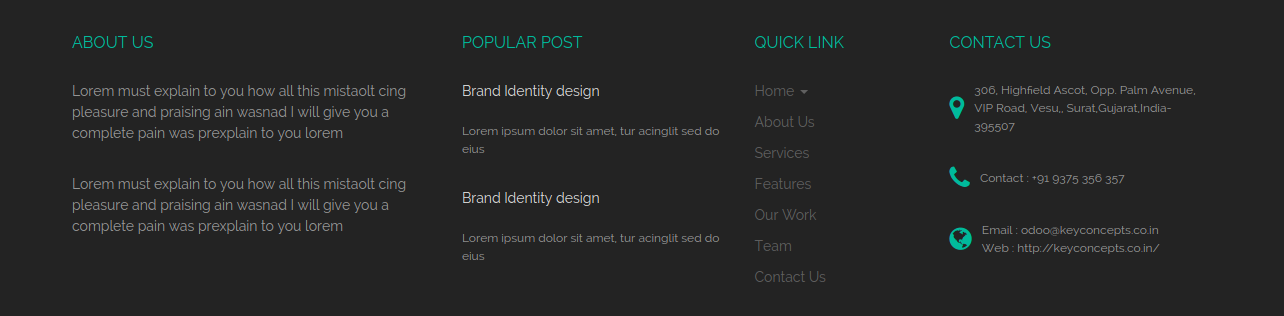 ABOUT US
Lorem must explain to you how all this mistaolt cing
pleasure and praising ain wasnad I will give you a
complete pain was prexplain to you lorem
Lorem must explain to you how all this mistaolt cing
pleasure and praising ain wasnad I will give you a
complete pain was prexplain to you lorem
POPULAR POST
Brand Identity design
Lorem ipsum dolor sit amet, tur acinglit sed do
eius
Brand Identity design
Lorem ipsum dolor sit amet, tur acinglit sed do
eius
QUICK LINK
Home
About Us
Services
Features
Our Work
Team
Contact Us
CONTACT US
306, Highfield Ascot, Opp. Palm Avenue,
VIP Road, Vesu,, Surat,Gujarat,India-
395507
Contact : +91 9375 356 357
Email : odoo@keyconcepts.co.in
Web : http://keyconcepts.co.in/